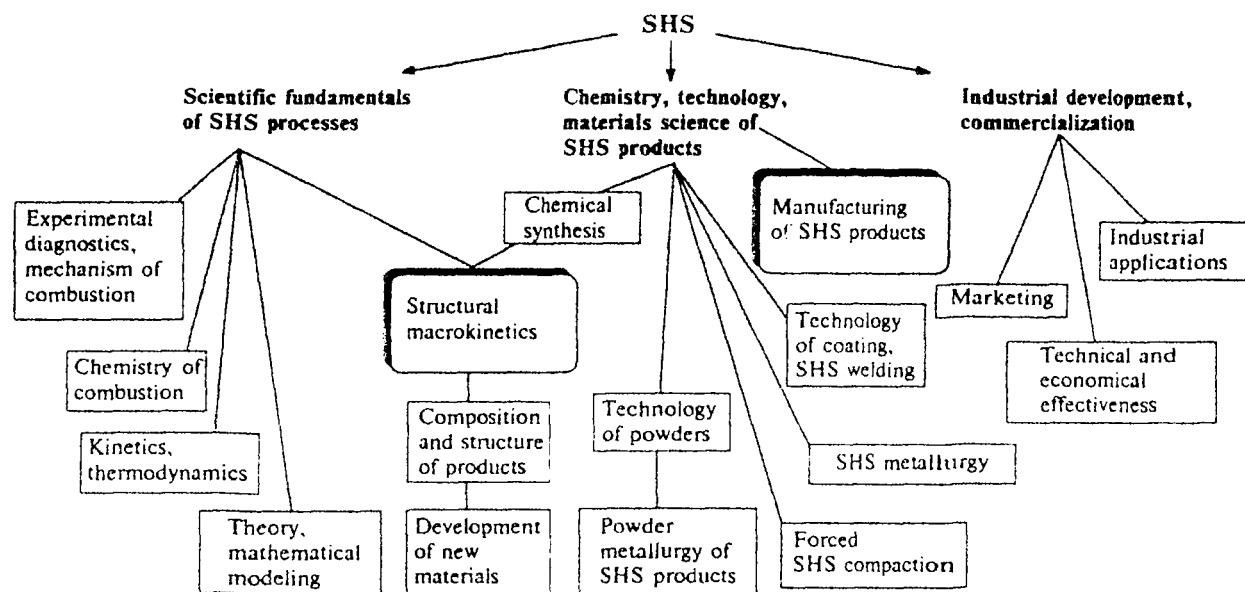 SHS
Scientific fundamentals
of SHS processes
Chemistry, technology,
materials science of
SHS products
Industrial development,
commercialization
Experimental
diagnostics,
mechanism of
combustion
Chemical
synthesis
Manufacturing
of SHS products
Industrial
applications
Marketing
Structural
macrokinetics
Technology
of coating,
SHS welding
Technical and
economical
effectiveness
Chemistry of
combustion
Composition
and structure
of products
Technology
of powders
Kinetics,
thermodynamics
SHS metallurgy
Theory,
mathematical
modeling
Development
of new
materials
Powder
metallurgy of
SHS products
Forced
SHS compaction